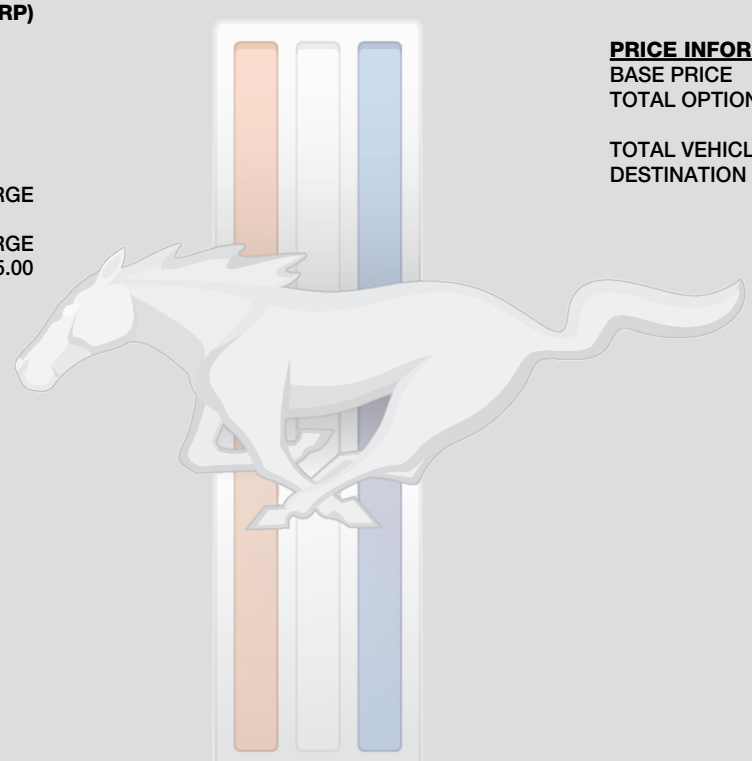 RP)
RGE
RGE
5.00
PRICE INFOR
BASE PRICE
TOTAL OPTION
TOTAL VEHICL
DESTINATION